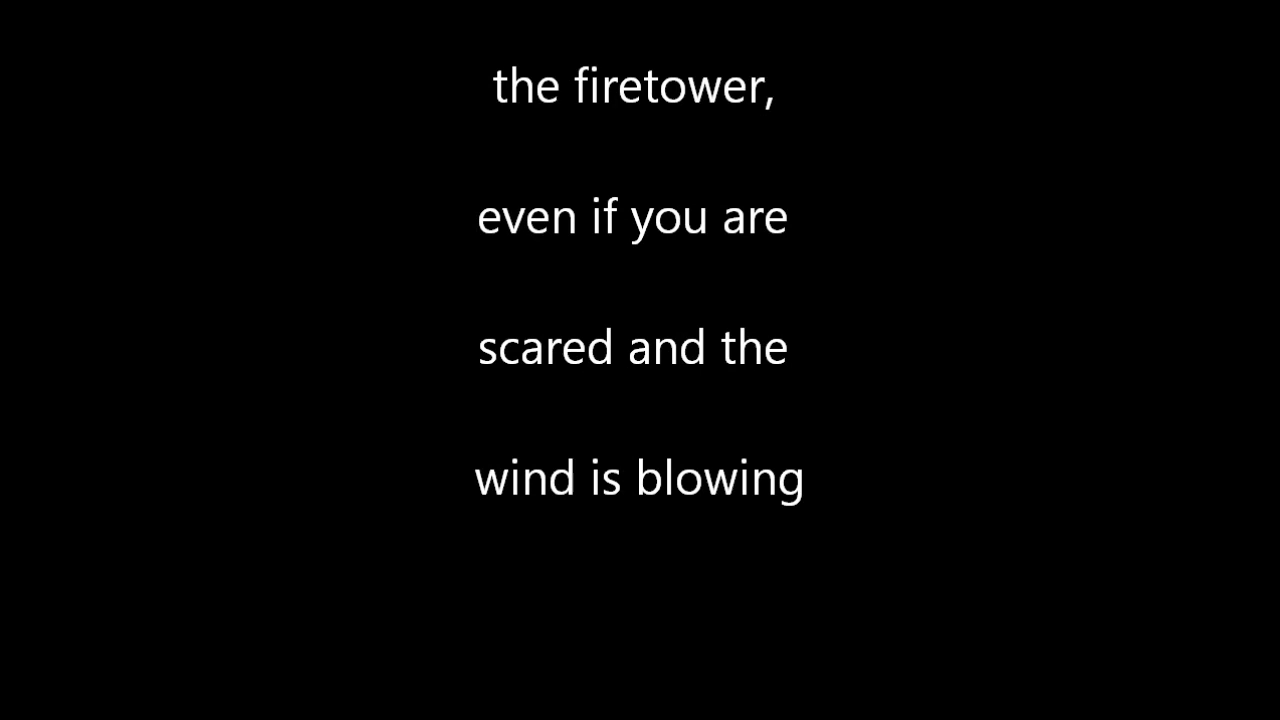 the firetower,
even if you are
scared and the
wind is blowing